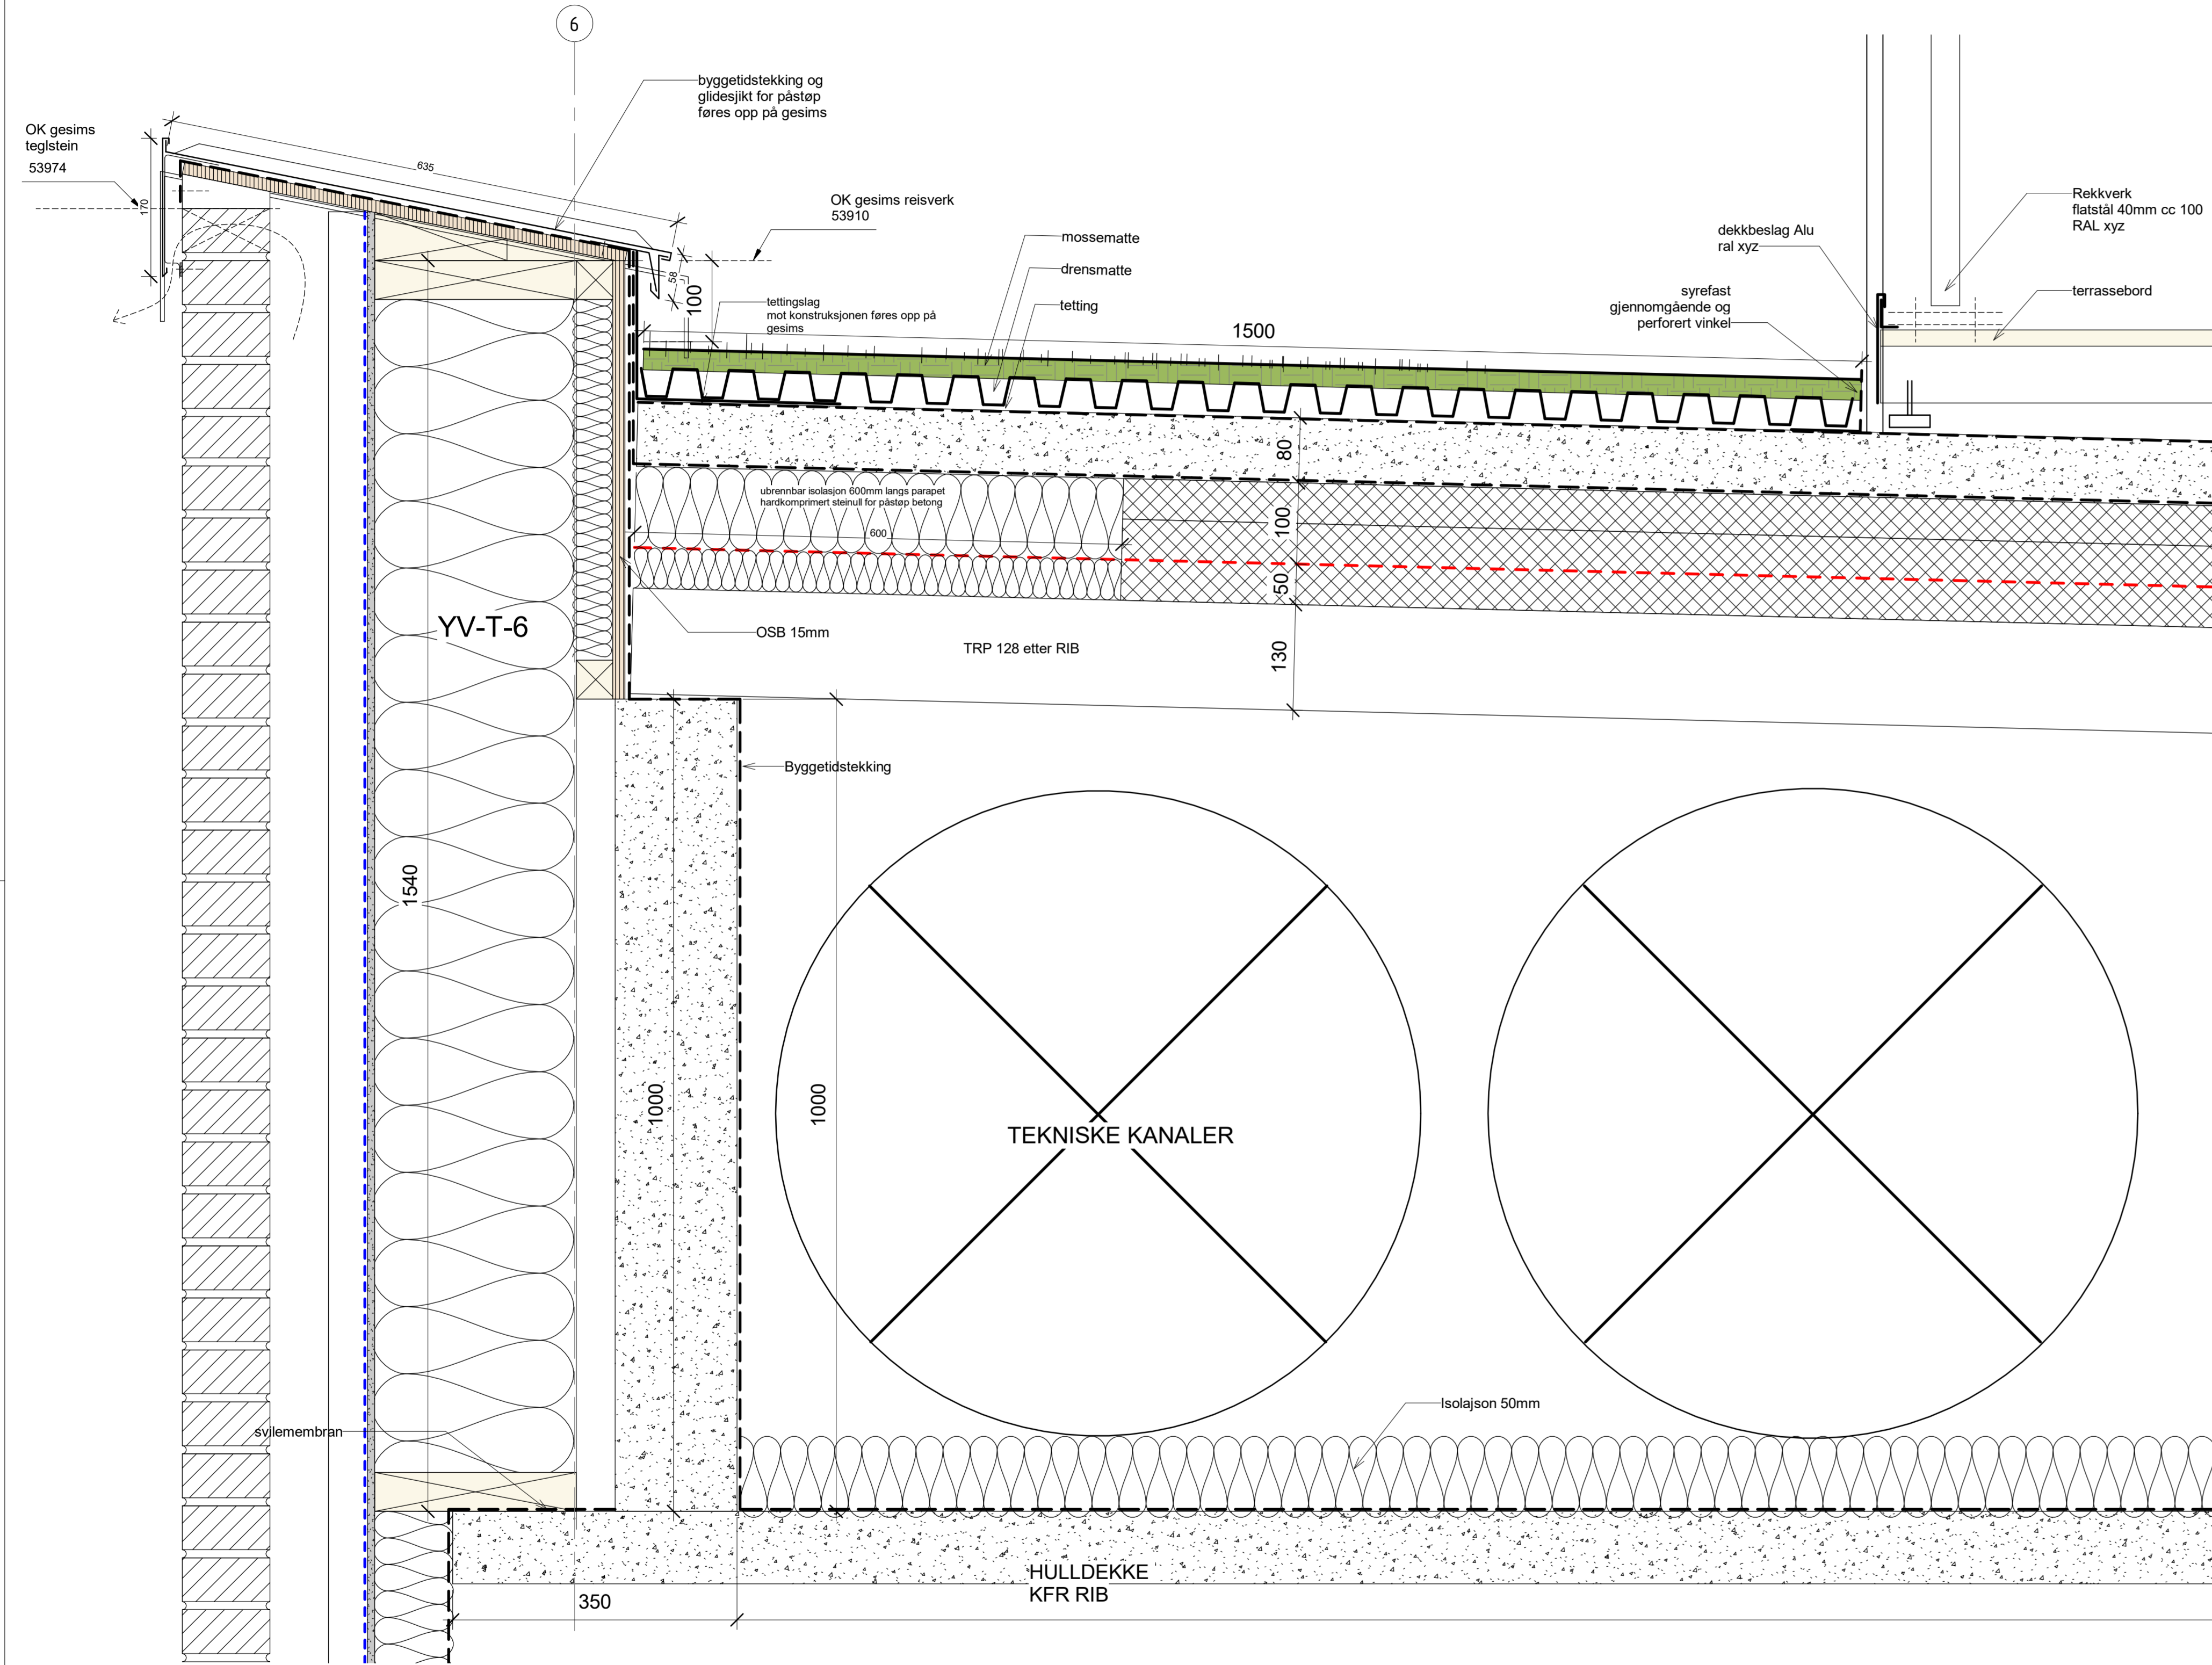 6
byggetidstekking og
glidesjikt for påstøp
føres opp på gesims
OK gesims
teglstein
53974
635
170
OK gesims reisverk
53910
58
100
mossematte
drensmatte
tetting
tettingslag
mot konstruksjonen føres opp på
gesims
1500
Rekkverk
flatstål 40mm cc 100
RAL xyz
dekkbeslag Alu
ral xyz
syrefast
gjennomgående og
perforert vinkel
terrassebord
80
ubrennbar isolasjon 600mm langs parapet
hardkomprimert steinull for påstøp betong
600
100
50
YV-T-6
OSB 15mm
TRP 128 etter RIB
130
Byggetidstekking
1540
1000
1000
TEKNISKE KANALER
Isolajson 50mm
svilemembran
HULLDEKKE
KFR RIB
350